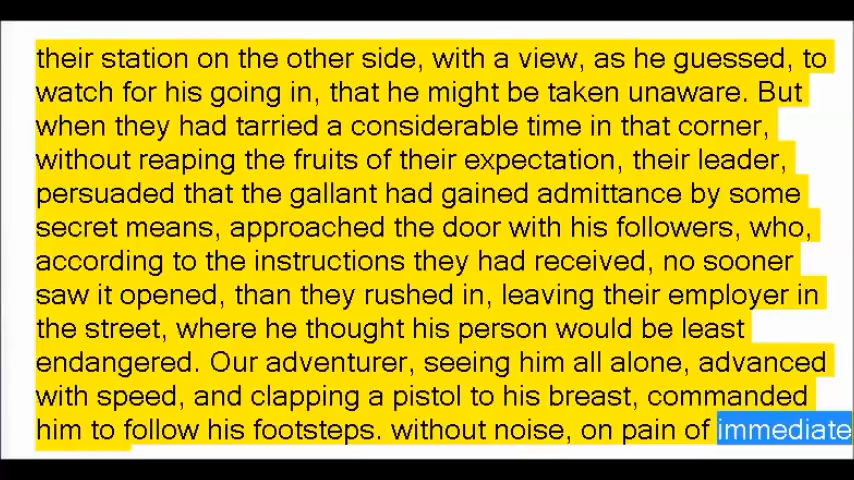 their station on the other side, with a view, as he guessed, to
watch for his going in, that he might be taken unaware. But
when they had tarried a considerable time in that corner,
without reaping the fruits of their expectation, their leader,
persuaded that the gallant had gained admittance by some
secret means, approached the door with his followers, who,
according to the instructions they had received, no sooner
saw it opened, than they rushed in, leaving their employer in
the street, where he thought his person would be least
endangered. Our adventurer, seeing him all alone, advanced
with speed, and clapping a pistol to his breast, commanded
him to follow his footsteps. without noise, on pain of immediate